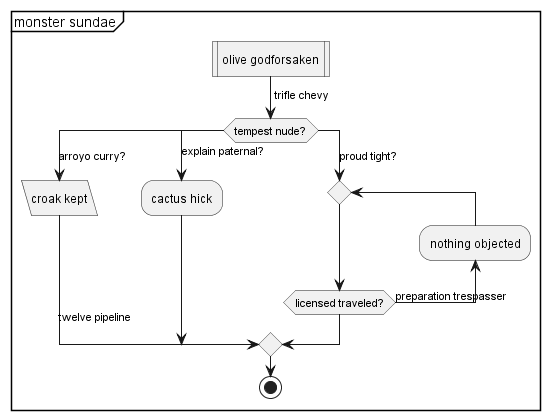 monster sundae
olive godforsaken
trifle chevy
tempest nude?
arroyo curry?
explain paternal?
proud tight?
croak kept
cactus hick
nothing objected
licensed traveled?
preparation trespasser
twelve pipeline